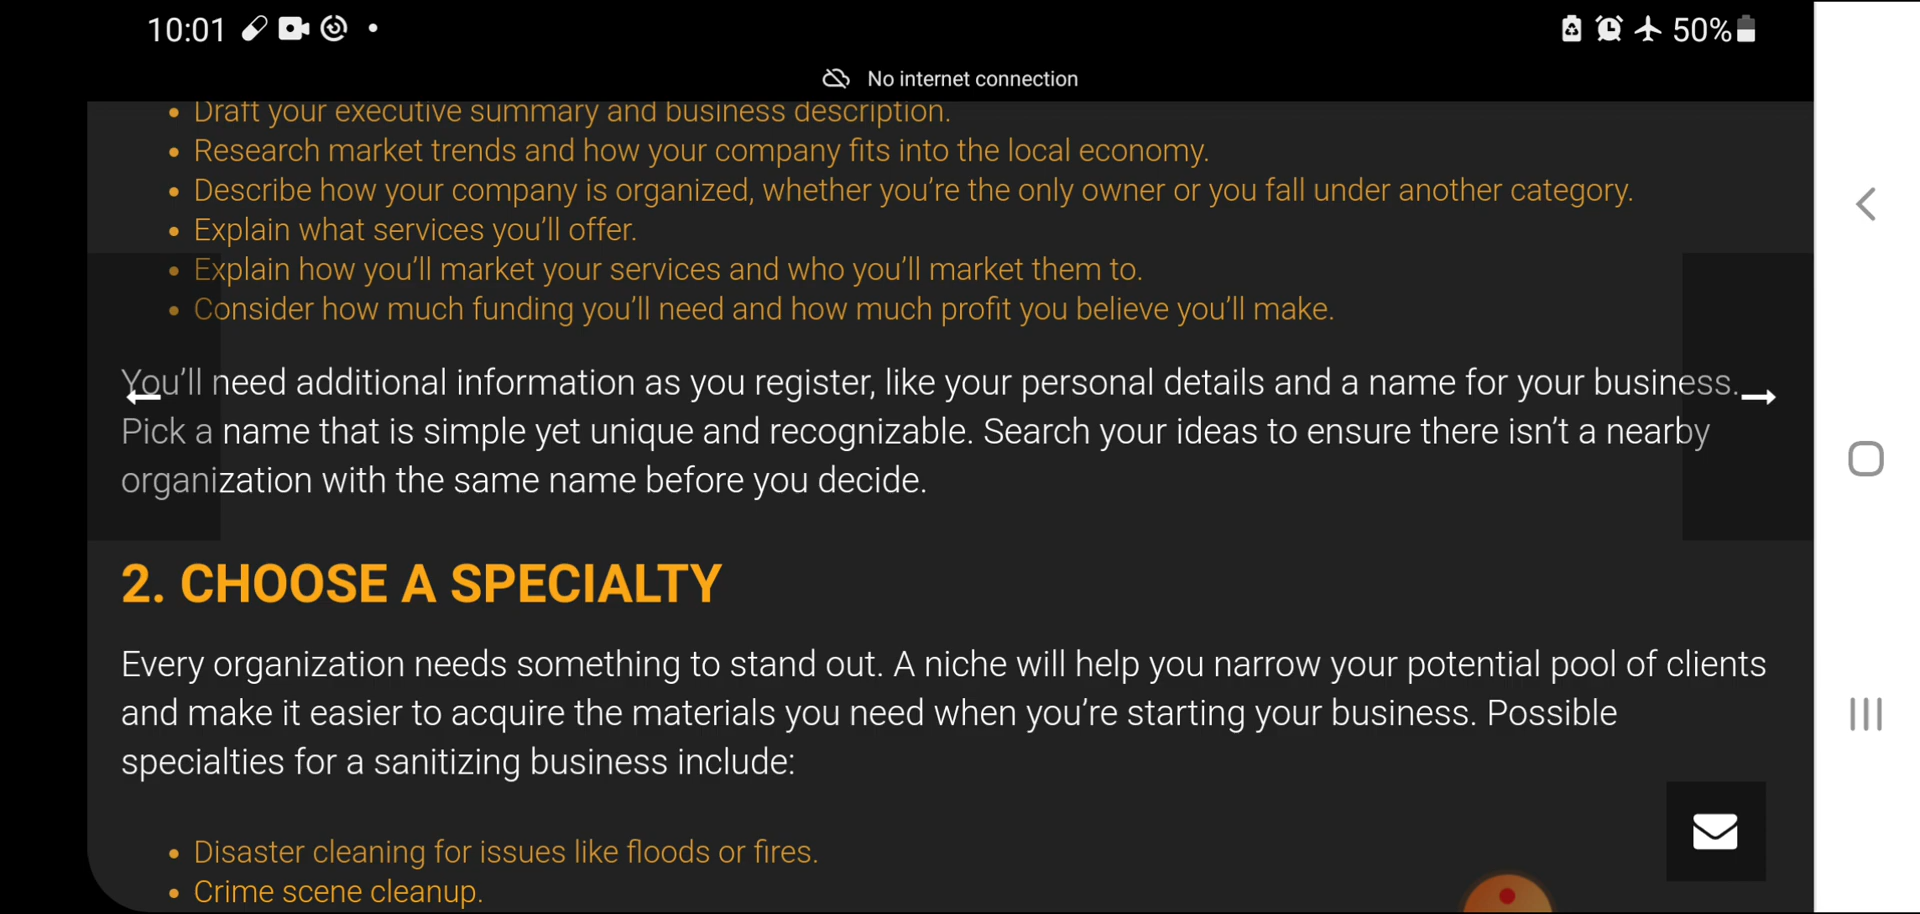 10:01
50%
No internet connection
• Draft your executive summary and business description.
• Research market trends and how your company fits into the local economy.
• Describe how your company is organized, whether you’re the only owner or you fall under another category.
• Explain what services you’ll offer.
• Explain how you’ll market your services and who you’ll market them to.
• Consider how much funding you’ll need and how much profit you believe you’ll make.
You’ll need additional information as you register, like your personal details and a name for your business.
Pick a name that is simple yet unique and recognizable. Search your ideas to ensure there isn’t a nearby
organization with the same name before you decide.
2. CHOOSE A SPECIALTY
Every organization needs something to stand out. A niche will help you narrow your potential pool of clients
and make it easier to acquire the materials you need when you’re starting your business. Possible
specialties for a sanitizing business include:
• Disaster cleaning for issues like floods or fires.
• Crime scene cleanup.